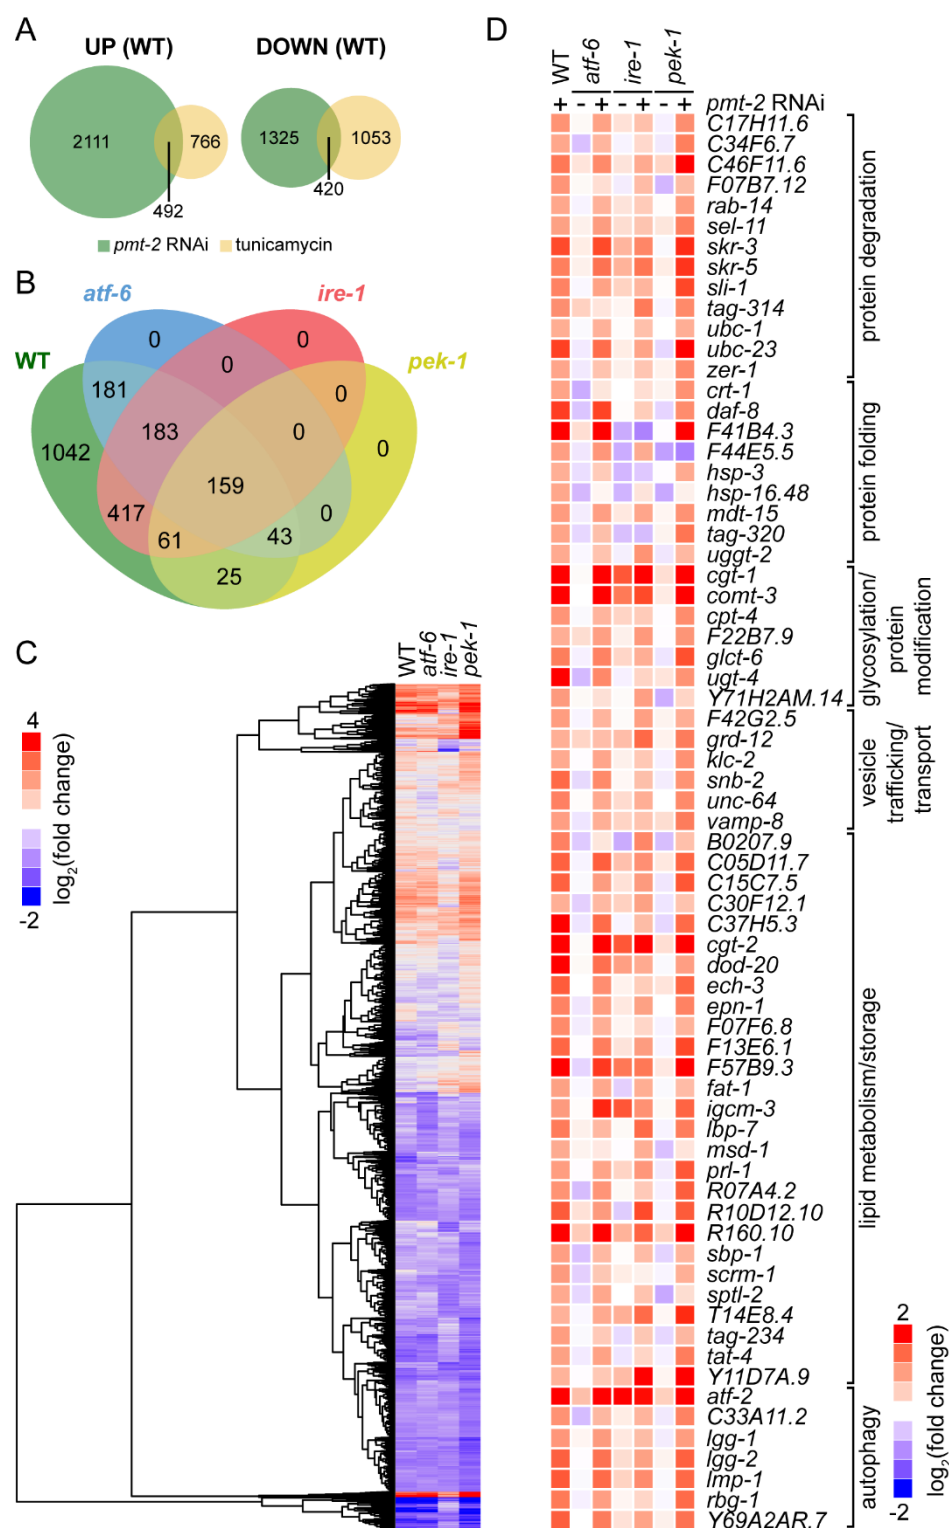 A
UP (WT)
DOWN (WT)
2111
766
492
1325
1053
420
pmt-2 RNAi
tunicamycin
B
atf-6
ire-1
WT
pek-1
0
0
181
0
0
1042
183
0
0
159
417
0
61
43
25
C
WT
atf-6
ire-1
pek-1
4
log2(fold change)
-2
D
WT
atf-6
ire-1
pek-1
+ - + - + - + pmt-2 RNAi
C17H11.6
C34F6.7
C46F11.6
F07B7.12
rab-14
sel-11
skr-3
skr-5
sli-1
tag-314
ubc-1
ubc-23
zer-1
protein degradation
crt-1
daf-8
F41B4.3
F44E5.5
hsp-3
hsp-16.48
mdt-15
tag-320
uggt-2
protein folding
cgt-1
comt-3
cpt-4
F22B7.9
glct-6
ugt-4
Y71H2AM.14
glycosylation/
protein
modification
F42G2.5
grd-12
klc-2
snb-2
unc-64
vamp-8
vesicle
trafficking/
transport
B0207.9
C05D11.7
C15C7.5
C30F12.1
C37H5.3
cgt-2
dod-20
ech-3
epn-1
F07F6.8
F13E6.1
F57B9.3
fat-1
igcm-3
lbp-7
msd-1
prl-1
R07A4.2
R10D12.10
R160.10
sbp-1
scrm-1
sptl-2
T14E8.4
tag-234
tat-4
Y11D7A.9
lipid metabolism/storage
atf-2
C33A11.2
lgg-1
lgg-2
lmp-1
rbg-1
Y69A2AR.7
autophagy
2
log2(fold change)
-2